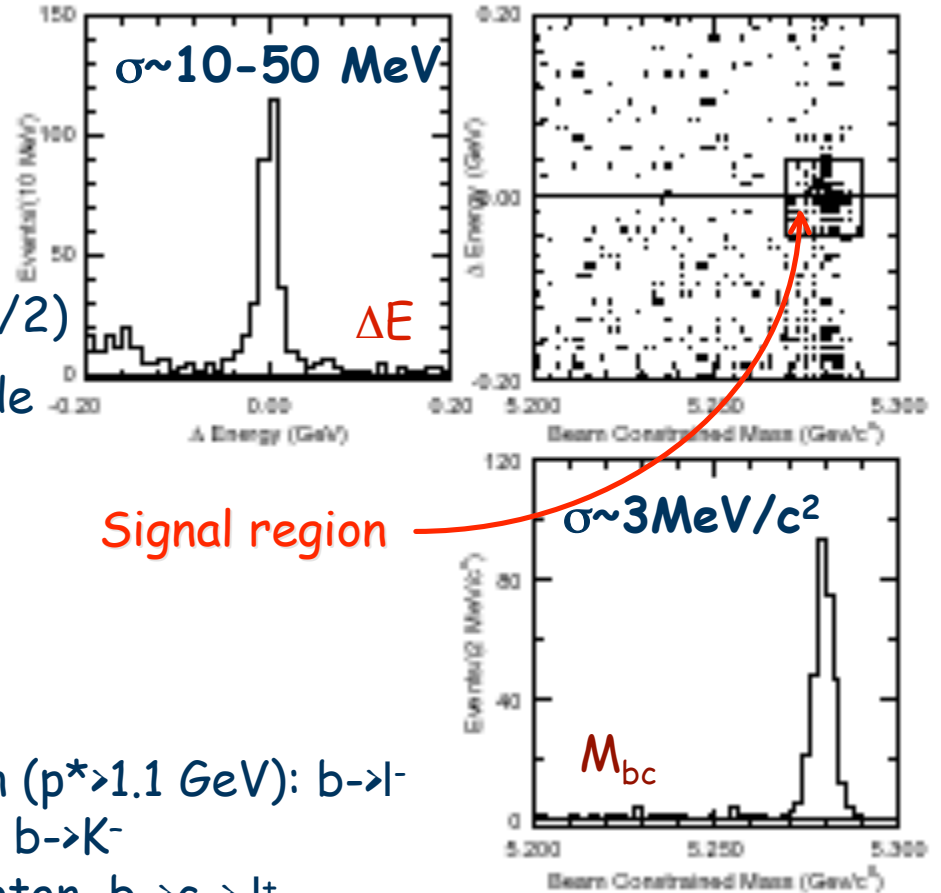 150
100
50
0
Events/(10 MeV)
σ~10-50 MeV
ΔE
-0.20
0.00
0.20
Δ Energy (GeV)
0.20
0.00
-0.20
Δ Energy (GeV)
5.200
5.250
5.300
Beam Constrained Mass (Gev/c²)
/2)
Signal region
120
80
40
0
Events/(2 MeV/c²)
σ~3MeV/c²
M_bc
5.200
5.250
5.300
Beam Constrained Mass (Gev/c²)
(p*>1.1 GeV): b->l⁻
b->K⁻